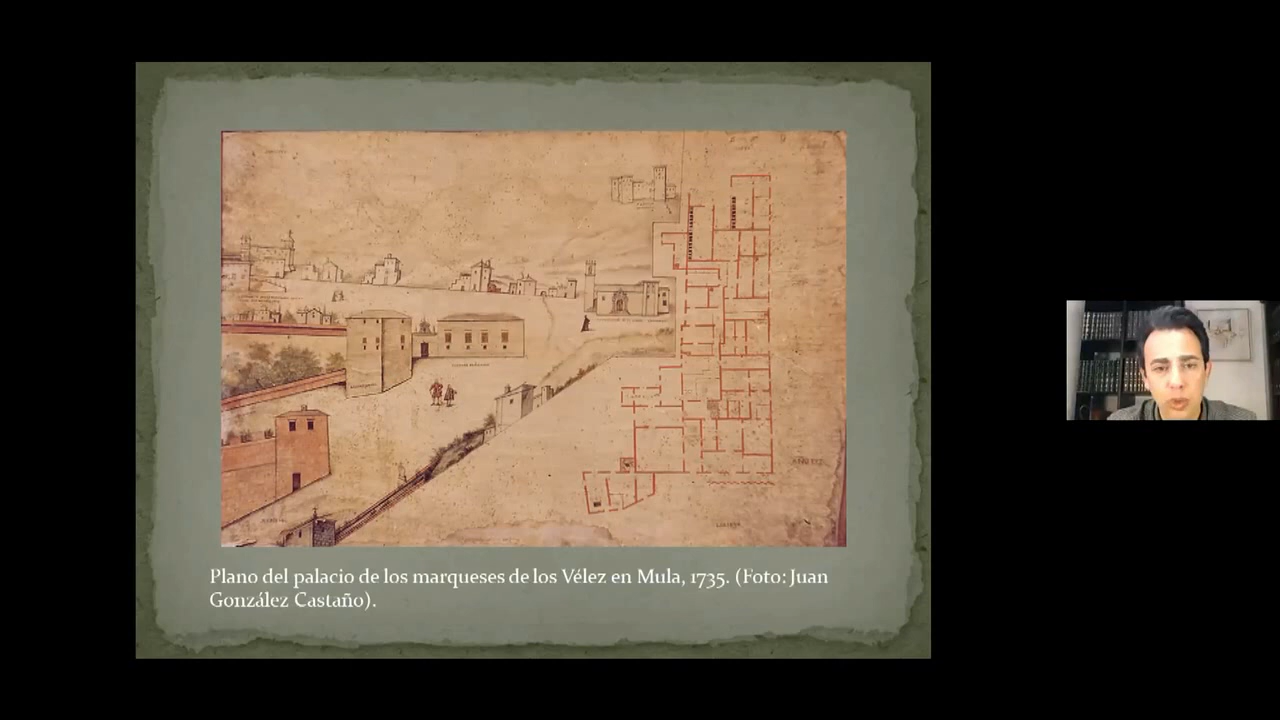 Plano del palacio de los marqueses de los Vélez en Mula, 1735. (Foto: Juan
González Castaño).